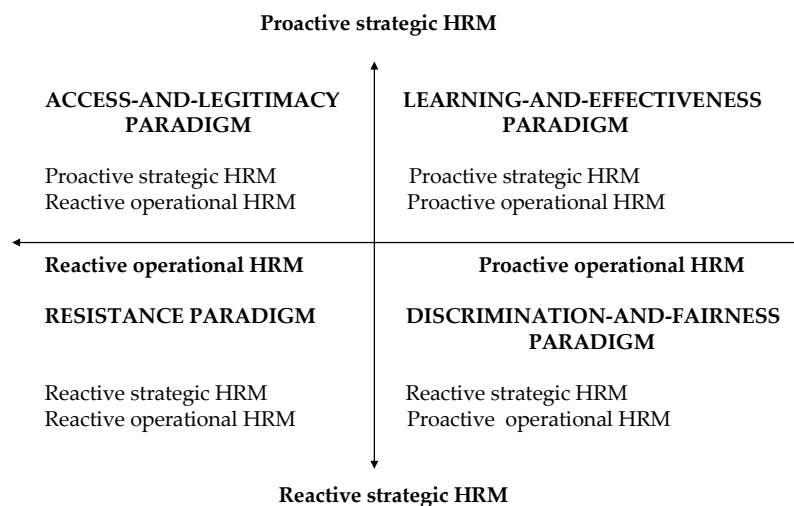 Proactive strategic HRM
ACCESS-AND-LEGITIMACY
PARADIGM
Proactive strategic HRM
Reactive operational HRM
LEARNING-AND-EFFECTIVENESS
PARADIGM
Proactive strategic HRM
Proactive operational HRM
Reactive operational HRM
Proactive operational HRM
RESISTANCE PARADIGM
Reactive strategic HRM
Reactive operational HRM
DISCRIMINATION-AND-FAIRNESS
PARADIGM
Reactive strategic HRM
Proactive operational HRM
Reactive strategic HRM